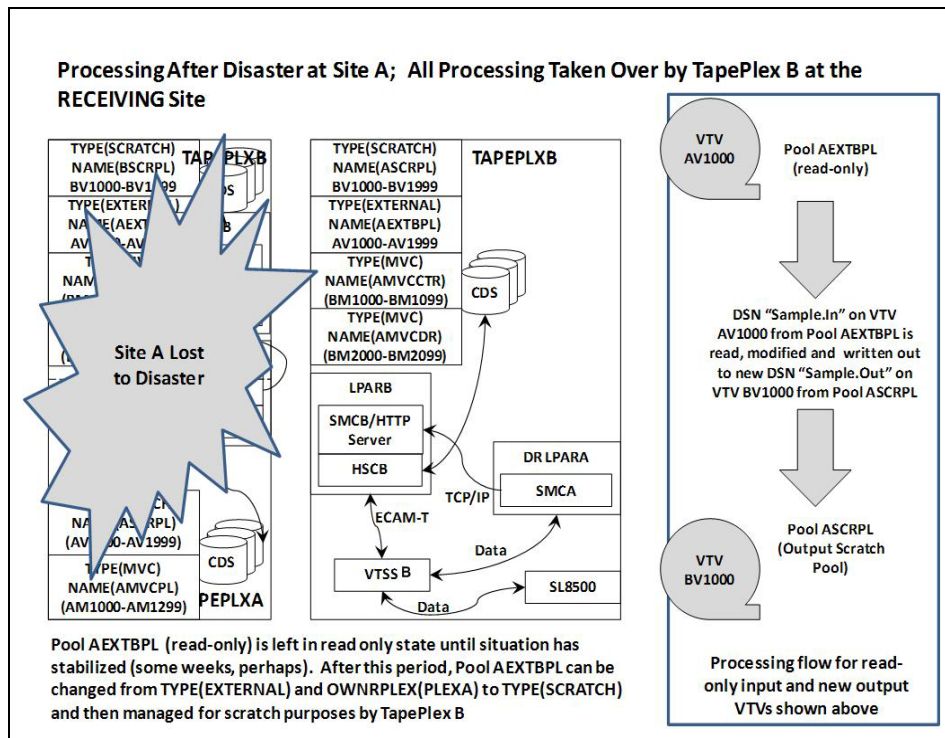 Processing After Disaster at Site A; All Processing Taken Over by TapePlex B at the
RECEIVING Site
TYPE(SCRATCH)
NAME(BSCRPL)
BV1000-BV1999
TAPEPLXB
NAME(AEXT
Site A Lost
to Disaster
(AV1000-AV1999)
TYPE(MVC)
NAME(AMVCPL)
(AM1000-AM1299)
CDS
PEPLXA
TYPE(SCRATCH)
NAME(ASCRPL)
BV1000-BV1999
TYPE(EXTERNAL)
NAME(AEXTBPL)
AV1000-AV1999
TYPE(MVC)
NAME(AMVCCTR)
(BM1000-BM1099)
TYPE(MVC)
NAME(AMVCDR)
(BM2000-BM2099)
TAPEPLXB
CDS
LPARB
SMCB/HTTP
Server
HSCB
DR LPARA
SMCA
TCP/IP
ECAM-T
Data
VTSS B
Data
SL8500
VTV
AV1000
Pool AEXTBPL
(read-only)
DSN “Sample.In” on VTV
AV1000 from Pool AEXTBPL is
read, modified and written out
to new DSN “Sample.Out” on
VTV BV1000 from Pool ASCRPL
VTV
BV1000
Pool ASCRPL
(Output Scratch
Pool)
Processing flow for read-
only input and new output
VTVs shown above
Pool AEXTBPL (read-only) is left in read only state until situation has
stabilized (some weeks, perhaps). After this period, Pool AEXTBPL can be
changed from TYPE(EXTERNAL) and OWNRPLEX(PLEXA) to TYPE(SCRATCH)
and then managed for scratch purposes by TapePlex B